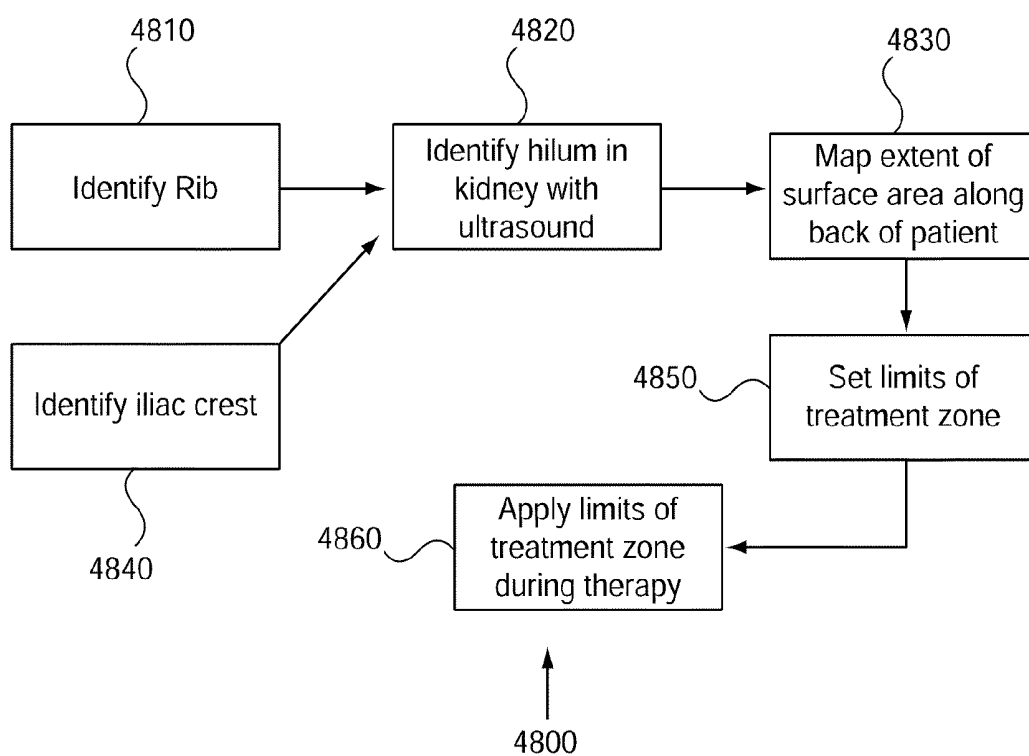 4810
4820
4830
Identify Rib
Identify hilum in
kidney with
ultrasound
Map extent of
surface area along
back of patient
Identify iliac crest
4840
4850
Set limits of
treatment zone
4860
Apply limits of
treatment zone
during therapy
4800